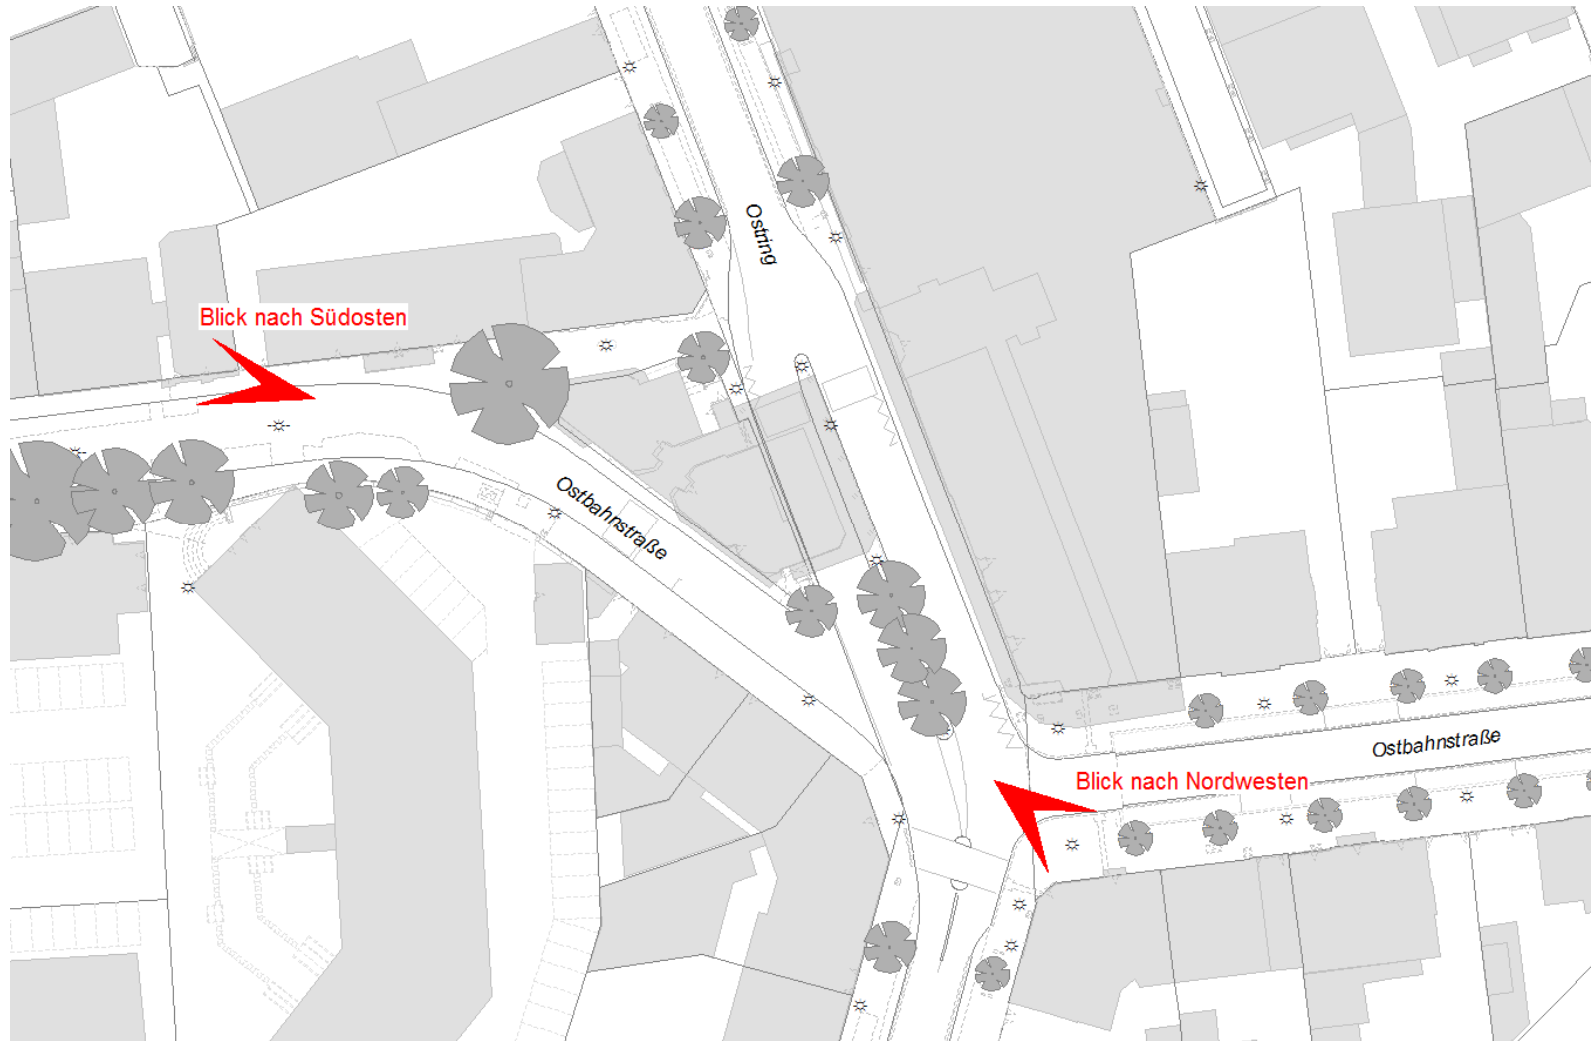 Ostring
Blick nach Südosten
Ostbahnstraße
Ostbahnstraße
Blick nach Nordwesten